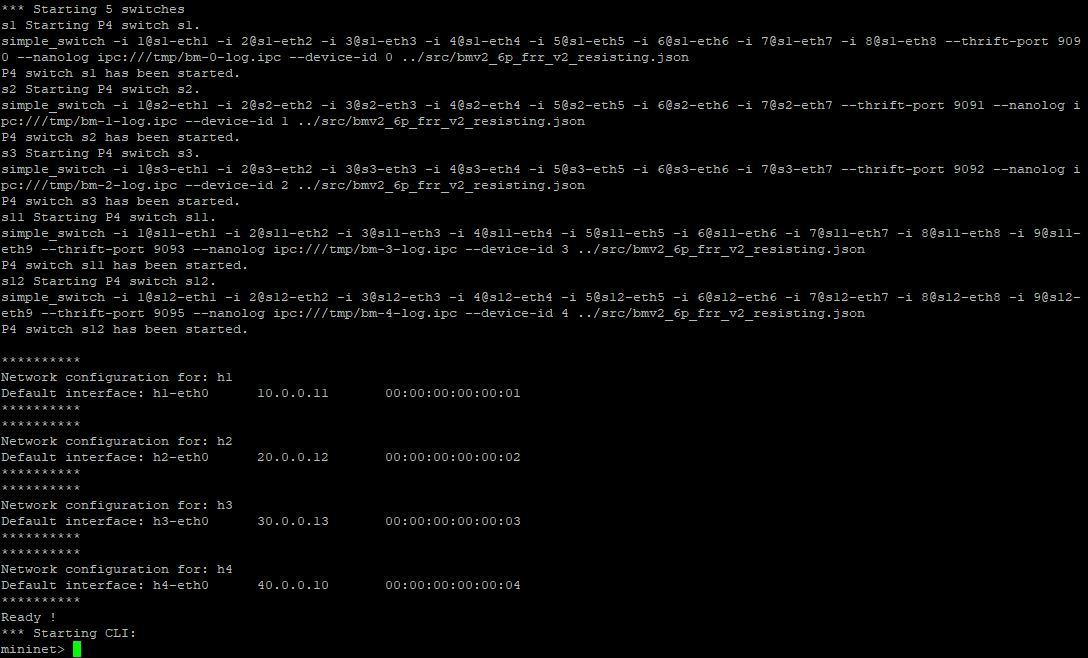 *** Starting 5 switches
s1 Starting P4 switch s1.
simple_switch -i 1@s1-eth1 -i 2@s1-eth2 -i 3@s1-eth3 -i 4@s1-eth4 -i 5@s1-eth5 -i 6@s1-eth6 -i 7@s1-eth7 -i 8@s1-eth8 --thrift-port 909
0 --nanolog ipc:///tmp/bm-0-log.ipc --device-id 0 ../src/bmv2_6p_frr_v2_resisting.json
P4 switch s1 has been started.
s2 Starting P4 switch s2.
simple_switch -i 1@s2-eth1 -i 2@s2-eth2 -i 3@s2-eth3 -i 4@s2-eth4 -i 5@s2-eth5 -i 6@s2-eth6 -i 7@s2-eth7 --thrift-port 9091 --nanolog i
pc:///tmp/bm-1-log.ipc --device-id 1 ../src/bmv2_6p_frr_v2_resisting.json
P4 switch s2 has been started.
s3 Starting P4 switch s3.
simple_switch -i 1@s3-eth1 -i 2@s3-eth2 -i 3@s3-eth3 -i 4@s3-eth4 -i 5@s3-eth5 -i 6@s3-eth6 -i 7@s3-eth7 --thrift-port 9092 --nanolog i
pc:///tmp/bm-2-log.ipc --device-id 2 ../src/bmv2_6p_frr_v2_resisting.json
P4 switch s3 has been started.
s11 Starting P4 switch s11.
simple_switch -i 1@s11-eth1 -i 2@s11-eth2 -i 3@s11-eth3 -i 4@s11-eth4 -i 5@s11-eth5 -i 6@s11-eth6 -i 7@s11-eth7 -i 8@s11-eth8 -i 9@s11-
eth9 --thrift-port 9093 --nanolog ipc:///tmp/bm-3-log.ipc --device-id 3 ../src/bmv2_6p_frr_v2_resisting.json
P4 switch s11 has been started.
s12 Starting P4 switch s12.
simple_switch -i 1@s12-eth1 -i 2@s12-eth2 -i 3@s12-eth3 -i 4@s12-eth4 -i 5@s12-eth5 -i 6@s12-eth6 -i 7@s12-eth7 -i 8@s12-eth8 -i 9@s12-
eth9 --thrift-port 9095 --nanolog ipc:///tmp/bm-4-log.ipc --device-id 4 ../src/bmv2_6p_frr_v2_resisting.json
P4 switch s12 has been started.

**********
Network configuration for: h1
Default interface: h1-eth0      10.0.0.11       00:00:00:00:00:01
**********
**********
Network configuration for: h2
Default interface: h2-eth0      20.0.0.12       00:00:00:00:00:02
**********
**********
Network configuration for: h3
Default interface: h3-eth0      30.0.0.13       00:00:00:00:00:03
**********
**********
Network configuration for: h4
Default interface: h4-eth0      40.0.0.10       00:00:00:00:00:04
**********
Ready !
*** Starting CLI:
mininet>